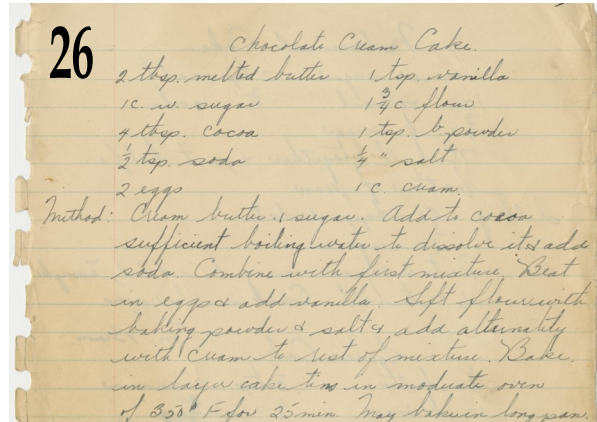 26
Chocolate Cream Cake.
2 tbsp. melted butter 1 tsp. vanilla
1 c. w. sugar 1 3/4 c flour
4 tbsp. cocoa 1 tsp. b. powder
1/2 tsp. soda 1/4 " salt
2 eggs 1 c. cream.
Method: Cream butter & sugar. Add to cocoa
sufficient boiling water to dissolve it & add
soda. Combine with first mixture. Beat
in eggs & add vanilla. Sift flour with
baking powder & salt & add alternatly
with cream to rest of mixture. Bake
in layer cake tins in moderate oven
of 350° F for 25 min. May bake in long pan.